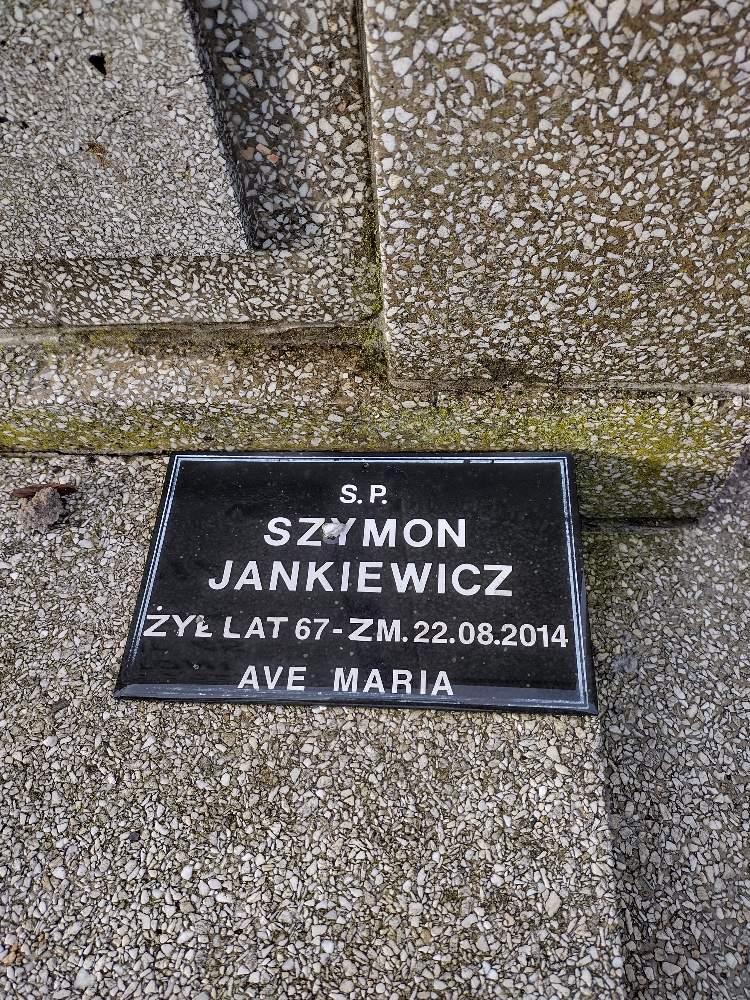 S.P.
SZYMON
JANKIEWICZ
ŻYŁ LAT 67-ZM. 22.08.2014
AVE MARIA